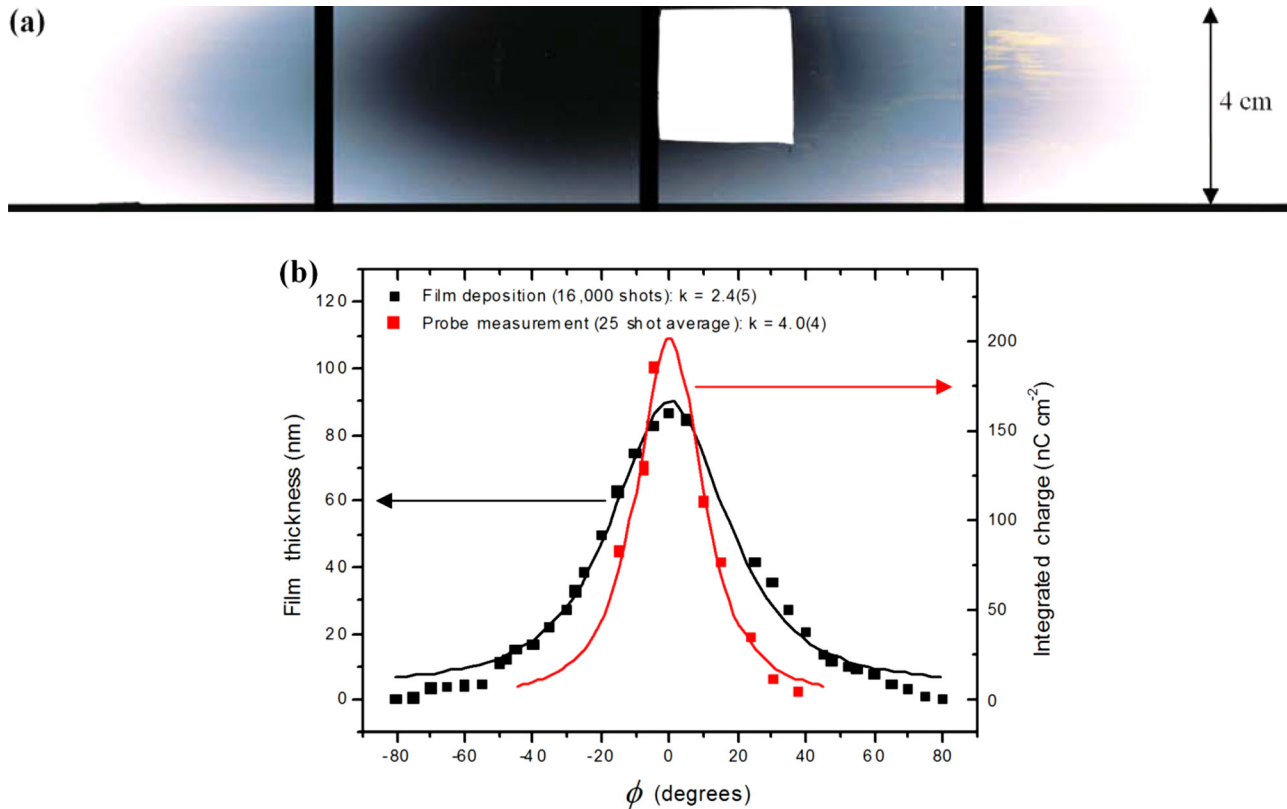 (a)
4 cm
(b)
Film deposition (16,000 shots): k = 2.4(5)
Probe measurement (25 shot average): k = 4.0(4)
120
100
80
60
40
20
0
Film thickness (nm)
200
150
100
50
0
Integrated charge (nC cm⁻²)
-80 -60 -40 -20 0 20 40 60 80
ϕ (degrees)